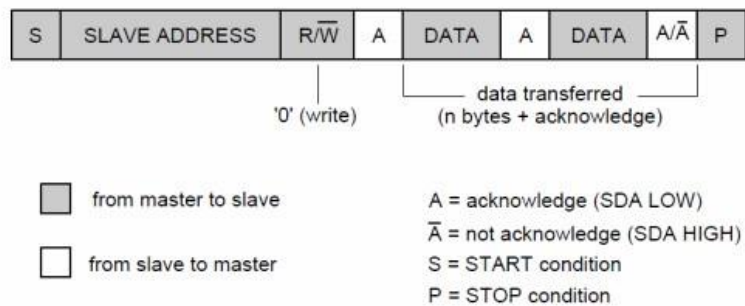 S SLAVE ADDRESS R/W̅ A DATA A DATA A/A̅ P
'0' (write)
data transferred
(n bytes + acknowledge)
from master to slave
from slave to master
A = acknowledge (SDA LOW)
A̅ = not acknowledge (SDA HIGH)
S = START condition
P = STOP condition